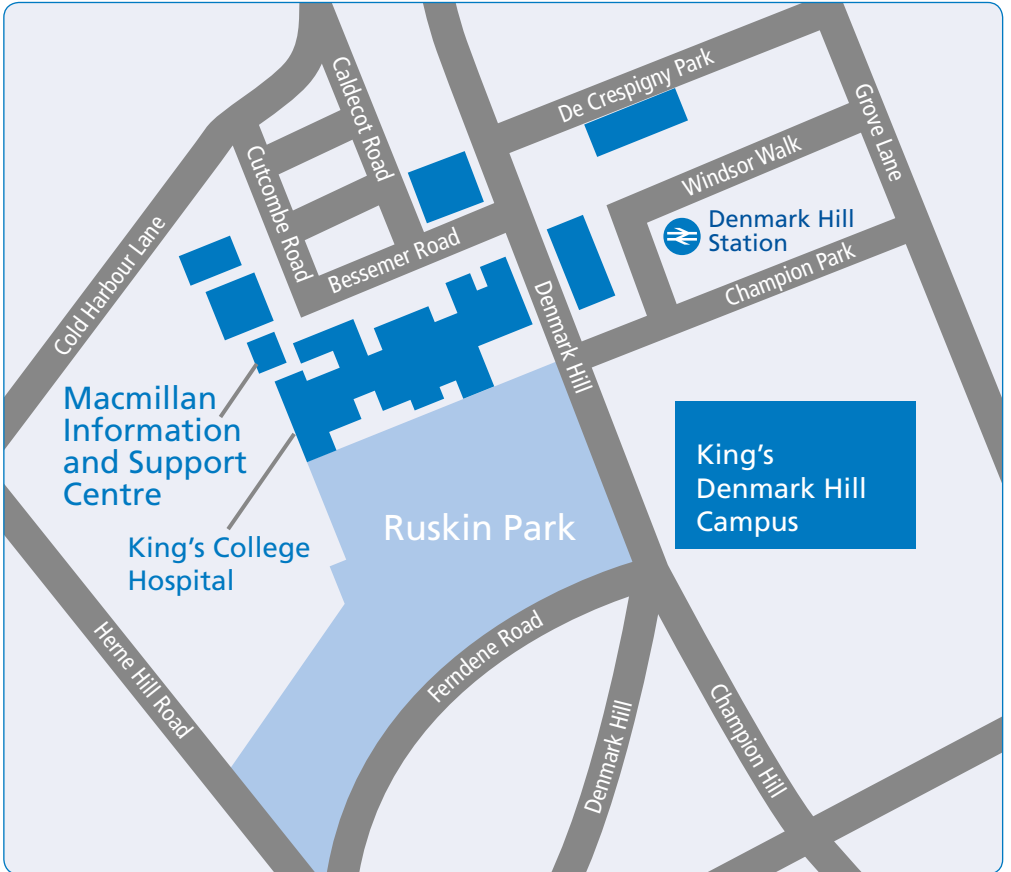 De Crespigny Park
Caldecot Road
Grove Lane
Windsor Walk
Cutcombe Road
Denmark Hill
Station
Bessemer Road
Champion Park
Cold Harbour Lane
Denmark Hill
Macmillan
Information
and Support
Centre
King's
Denmark Hill
Campus
Ruskin Park
King's College
Hospital
Ferndene Road
Herne Hill Road
Denmark Hill
Champion Hill